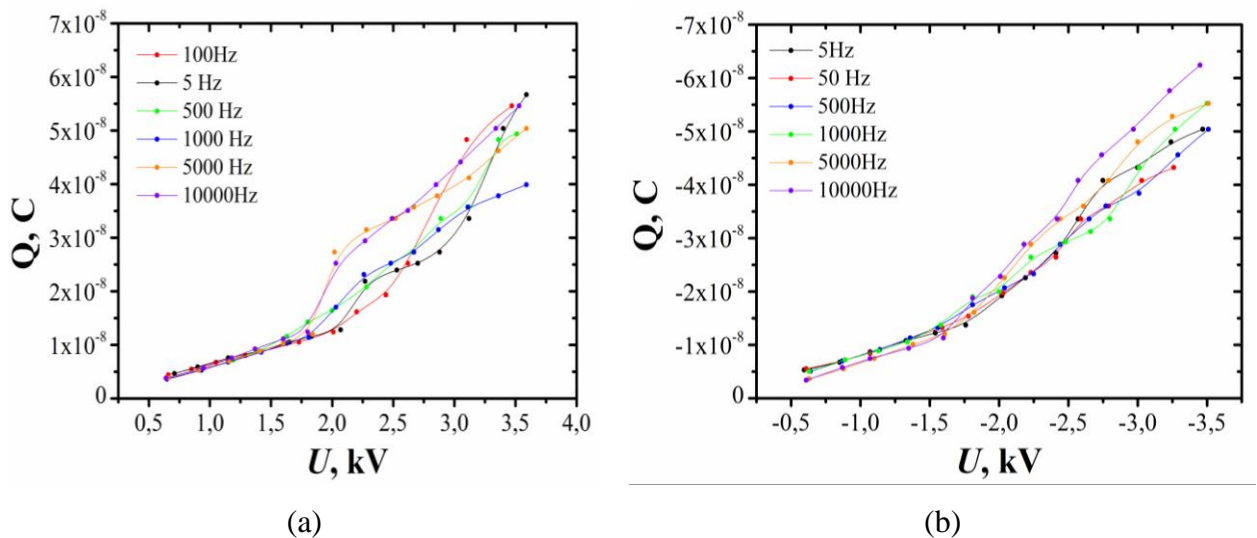 7x10⁻⁸
6x10⁻⁸
5x10⁻⁸
4x10⁻⁸
3x10⁻⁸
2x10⁻⁸
1x10⁻⁸
0
Q, C
100Hz
5 Hz
500 Hz
1000 Hz
5000 Hz
10000Hz
0,5 1,0 1,5 2,0 2,5 3,0 3,5 4,0
U, kV
(a)
-7x10⁻⁸
-6x10⁻⁸
-5x10⁻⁸
-4x10⁻⁸
-3x10⁻⁸
-2x10⁻⁸
-1x10⁻⁸
0
Q, C
5Hz
50 Hz
500Hz
1000Hz
5000Hz
10000Hz
-0,5 -1,0 -1,5 -2,0 -2,5 -3,0 -3,5
U, kV
(b)